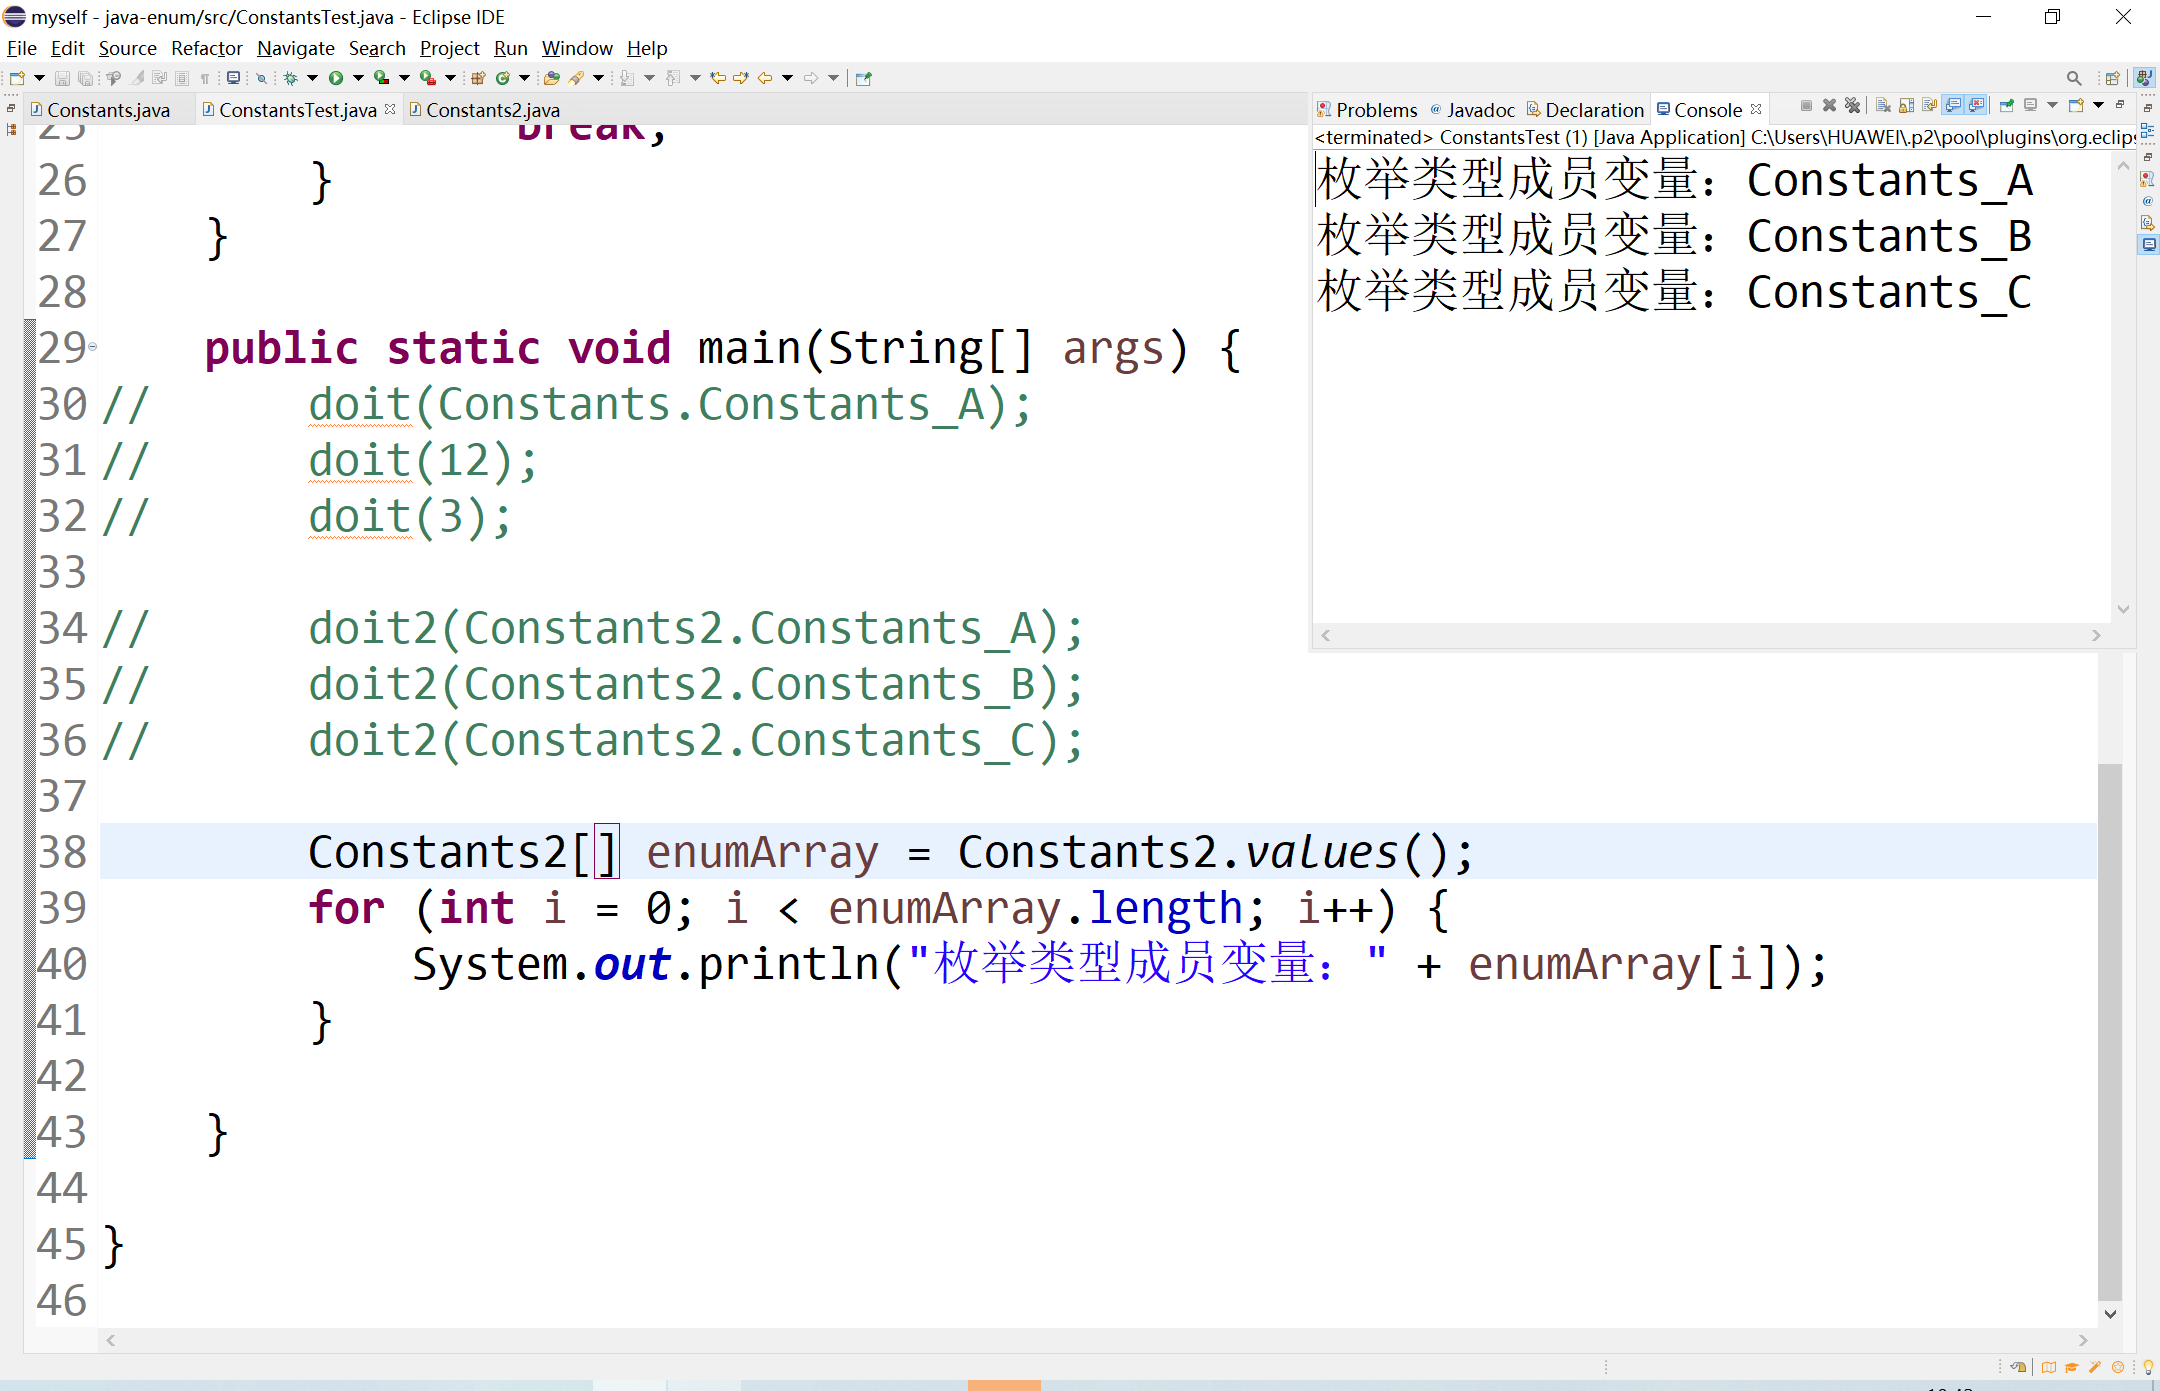 myself - java-enum/src/ConstantsTest.java - Eclipse IDE
File Edit Source Refactor Navigate Search Project Run Window Help
Constants.java ConstantsTest.java Constants2.java
25 break;
26 }
27 }
28
29 public static void main(String[] args) {
30 // doit(Constants.Constants_A);
31 // doit(12);
32 // doit(3);
33
34 // doit2(Constants2.Constants_A);
35 // doit2(Constants2.Constants_B);
36 // doit2(Constants2.Constants_C);
37
38 Constants2[] enumArray = Constants2.values();
39 for (int i = 0; i < enumArray.length; i++) {
40 System.out.println("枚举类型成员变量：" + enumArray[i]);
41 }
42
43 }
44
45 }
46
Problems Javadoc Declaration Console
<terminated> ConstantsTest (1) [Java Application] C:\Users\HUAWEI\.p2\pool\plugins\org.eclips
枚举类型成员变量：Constants_A
枚举类型成员变量：Constants_B
枚举类型成员变量：Constants_C